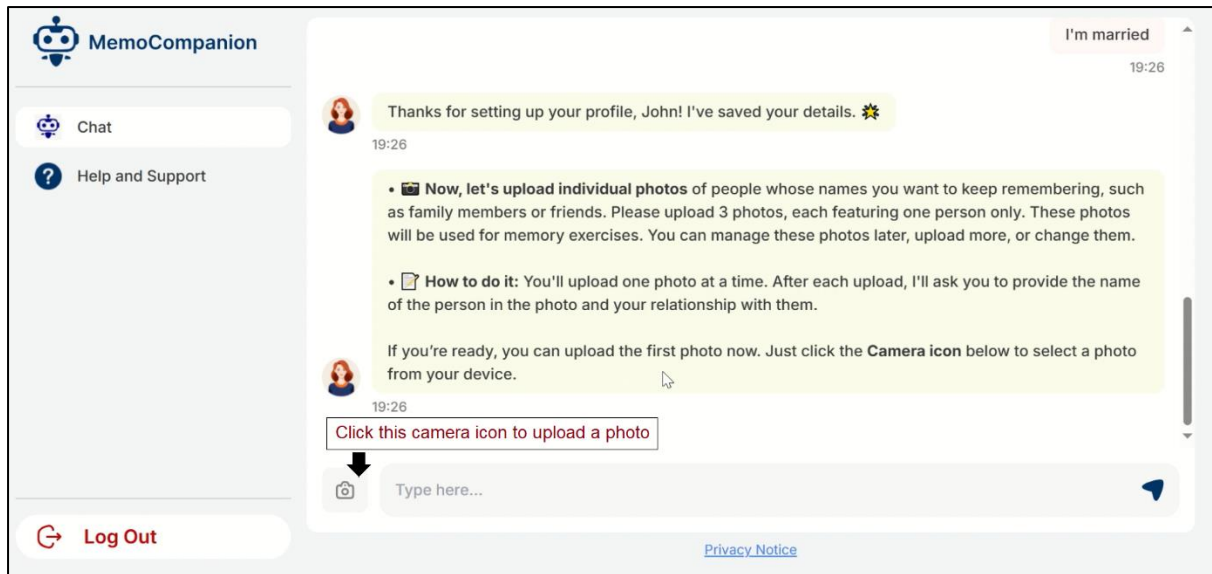 MemoCompanion
Chat
Help and Support
Log Out
I'm married
19:26
Thanks for setting up your profile, John! I've saved your details. 🌟
19:26
• 📸 Now, let's upload individual photos of people whose names you want to keep remembering, such
as family members or friends. Please upload 3 photos, each featuring one person only. These photos
will be used for memory exercises. You can manage these photos later, upload more, or change them.
• 📝 How to do it: You'll upload one photo at a time. After each upload, I'll ask you to provide the name
of the person in the photo and your relationship with them.
If you’re ready, you can upload the first photo now. Just click the Camera icon below to select a photo
from your device.
19:26
Click this camera icon to upload a photo
Type here...
Privacy Notice